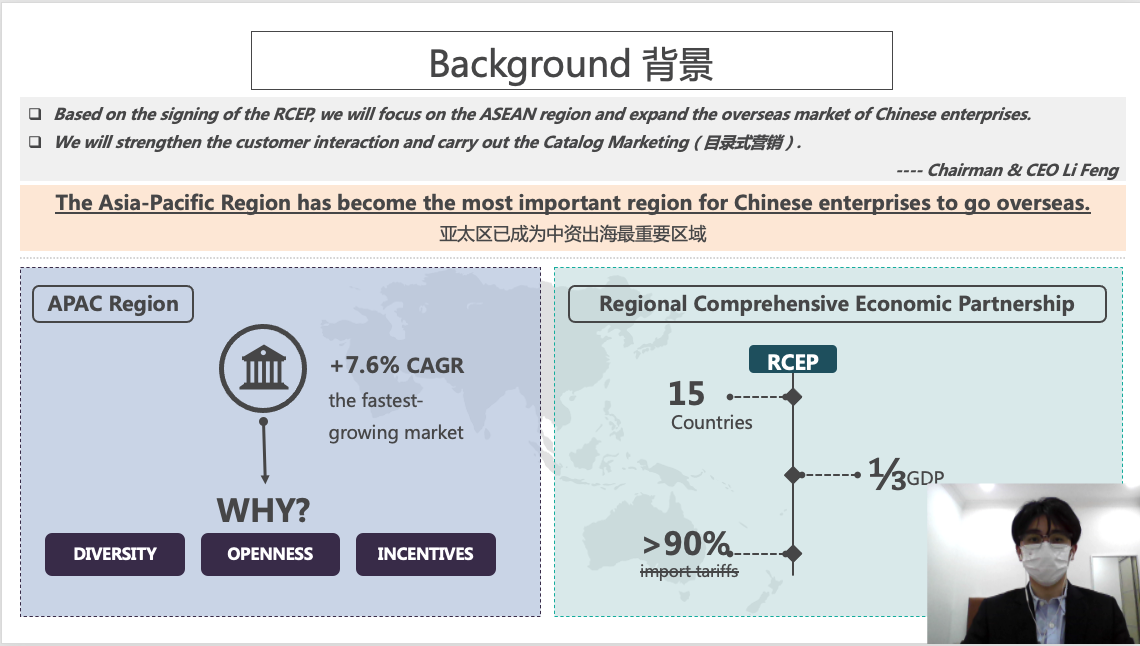 Background 背景
❑ Based on the signing of the RCEP, we will focus on the ASEAN region and expand the overseas market of Chinese enterprises.
❑ We will strengthen the customer interaction and carry out the Catalog Marketing ( 目录式营销 ) .
---- Chairman & CEO Li Feng
The Asia-Pacific Region has become the most important region for Chinese enterprises to go overseas.
亚太区已成为中资出海最重要区域
APAC Region
+7.6% CAGR
the fastest-
growing market
WHY?
DIVERSITY
OPENNESS
INCENTIVES
Regional Comprehensive Economic Partnership
RCEP
15
Countries
⅓GDP
>90%
import tariffs